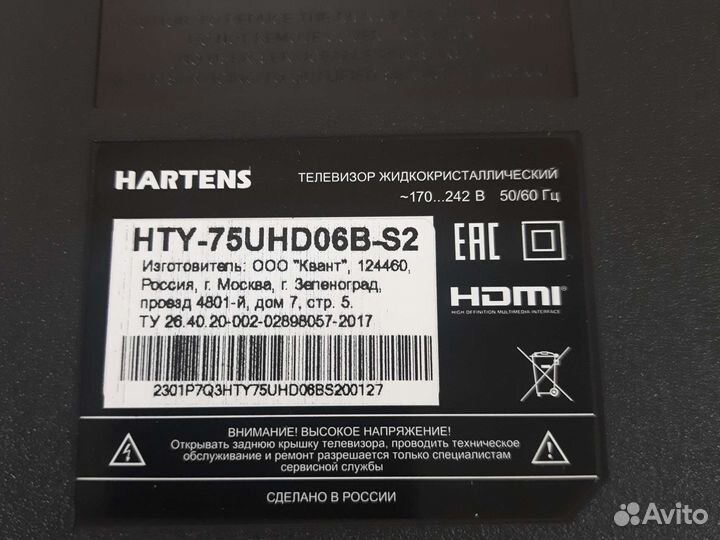 HARTENS
ТЕЛЕВИЗОР ЖИДКОКРИСТАЛЛИЧЕСКИЙ
~170...242 В 50/60 Гц
HTY-75UHD06B-S2
Изготовитель: ООО "Квант", 124460,
Россия, г. Москва, г. Зеленоград,
проезд 4801-й, дом 7, стр. 5.
ТУ 26.40.20-002-02898057-2017
2301P7Q3HTY75UHD06BS200127
EAC
HDMI
HIGH DEFINITION MULTIMEDIA INTERFACE
ВНИМАНИЕ! ВЫСОКОЕ НАПРЯЖЕНИЕ!
Открывать заднюю крышку телевизора, проводить техническое
обслуживание и ремонт разрешается только специалистам
сервисной службы
СДЕЛАНО В РОССИИ
Avito